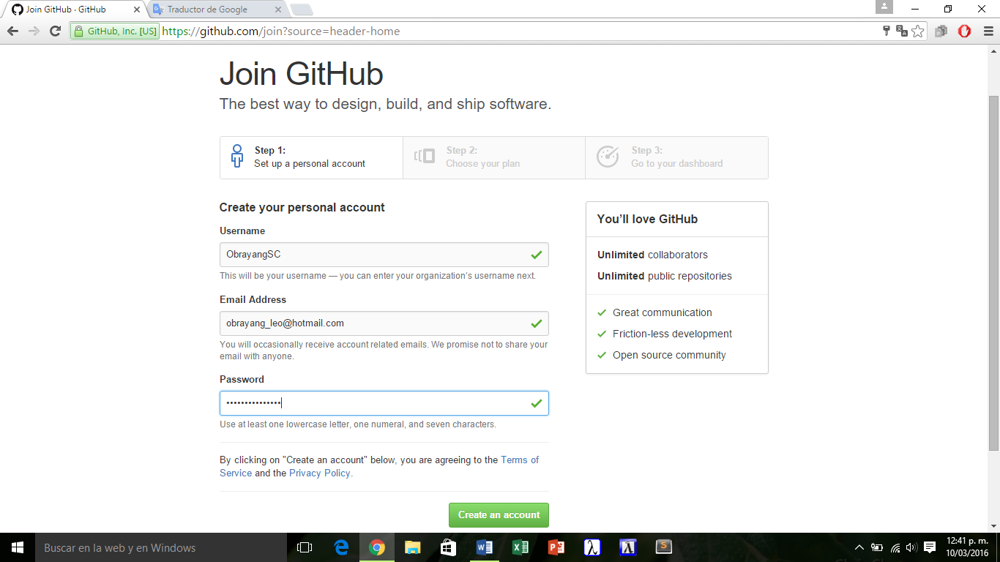 Join GitHub · GitHub
Traductor de Google
GitHub, Inc. [US]
https://github.com/join?source=header-home
Join GitHub
The best way to design, build, and ship software.
Step 1:
Set up a personal account
Step 2:
Choose your plan
Step 3:
Go to your dashboard
Create your personal account
Username
ObrayangSC
This will be your username — you can enter your organization's username next.
Email Address
obrayang_leo@hotmail.com
You will occasionally receive account related emails. We promise not to share your
email with anyone.
Password
•••••••••••••••
Use at least one lowercase letter, one numeral, and seven characters.
By clicking on "Create an account" below, you are agreeing to the Terms of
Service and the Privacy Policy.
Create an account
You'll love GitHub
Unlimited collaborators
Unlimited public repositories
Great communication
Friction-less development
Open source community
Buscar en la web y en Windows
12:41 p. m.
10/03/2016